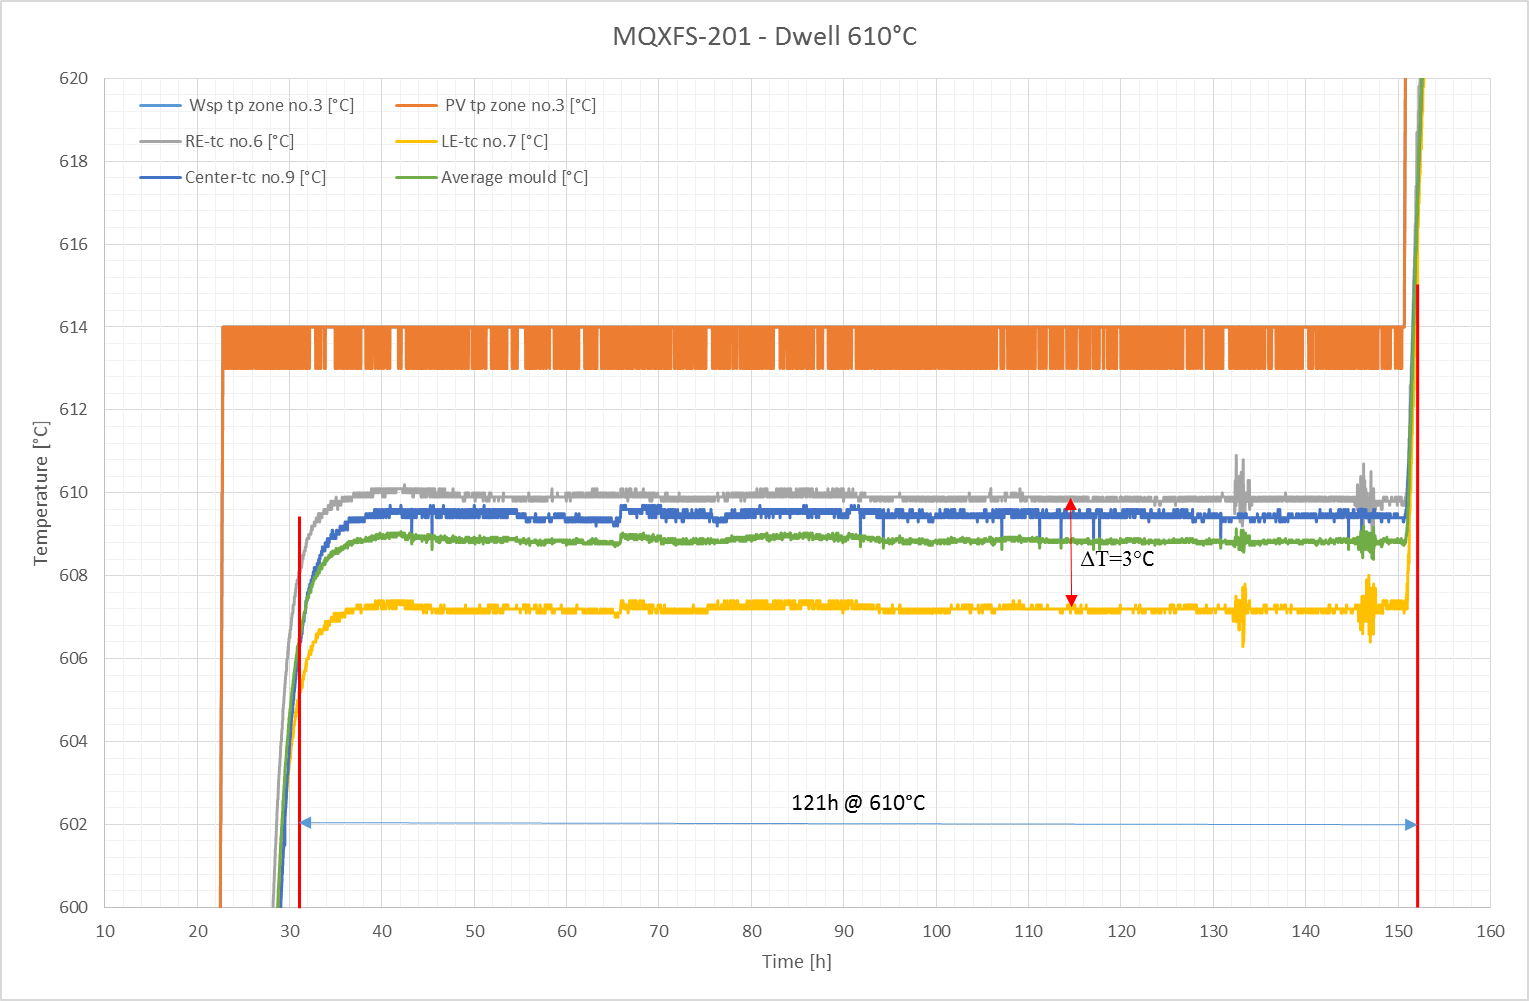 MQXFS-201 - Dwell 610°C
620
618
616
614
612
610
608
606
604
602
600
Temperature [°C]
Wsp tp zone no.3 [°C]
PV tp zone no.3 [°C]
RE-tc no.6 [°C]
LE-tc no.7 [°C]
Center-tc no.9 [°C]
Average mould [°C]
ΔT=3°C
121h @ 610°C
10 20 30 40 50 60 70 80 90 100 110 120 130 140 150 160
Time [h]